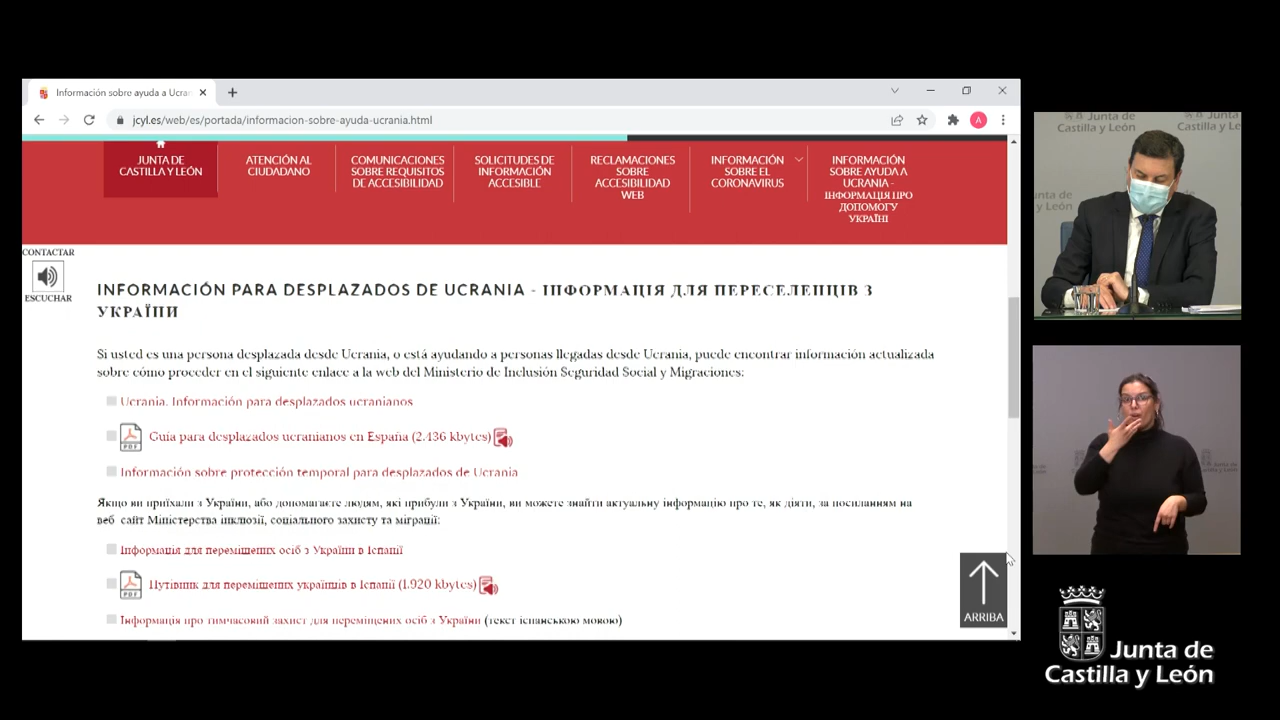 Información sobre ayuda a Ucran
jcyl.es/web/es/portada/informacion-sobre-ayuda-ucrania.html
JUNTA DE
CASTILLA Y LEÓN
ATENCIÓN AL
CIUDADANO
COMUNICACIONES
SOBRE REQUISITOS
DE ACCESIBILIDAD
SOLICITUDES DE
INFORMACIÓN
ACCESIBLE
RECLAMACIONES
SOBRE
ACCESIBILIDAD
WEB
INFORMACIÓN
SOBRE EL
CORONAVIRUS
INFORMACIÓN
SOBRE AYUDA A
UCRANIA -
ІНФОРМАЦІЯ ПРО
ДОПОМОГУ
УКРАЇНІ
CONTACTAR
ESCUCHAR
INFORMACIÓN PARA DESPLAZADOS DE UCRANIA - ІНФОРМАЦІЯ ДЛЯ ПЕРЕСЕЛЕНЦІВ З
УКРАЇНИ
Si usted es una persona desplazada desde Ucrania, o está ayudando a personas llegadas desde Ucrania, puede encontrar información actualizada
sobre cómo proceder en el siguiente enlace a la web del Ministerio de Inclusión Seguridad Social y Migraciones:
Ucrania. Información para desplazados ucranianos
PDF Guía para desplazados ucranianos en España (2.436 kbytes)
Información sobre protección temporal para desplazados de Ucrania
Якщо ви приїхали з України, або допомагаєте людям, які прибули з України, ви можете знайти актуальну інформацію про те, як діяти, за посиланням на
веб-сайт Міністерства інклюзії, соціального захисту та міграції:
Інформація для переміщених осіб з України в Іспанії
PDF Путівник для переміщених українців в Іспанії (1.920 kbytes)
Інформація про тимчасовий захист для переміщених осіб з України (текст іспанською мовою)
ARRIBA
A
Junta de
Castilla y León
Junta de
Castilla y León